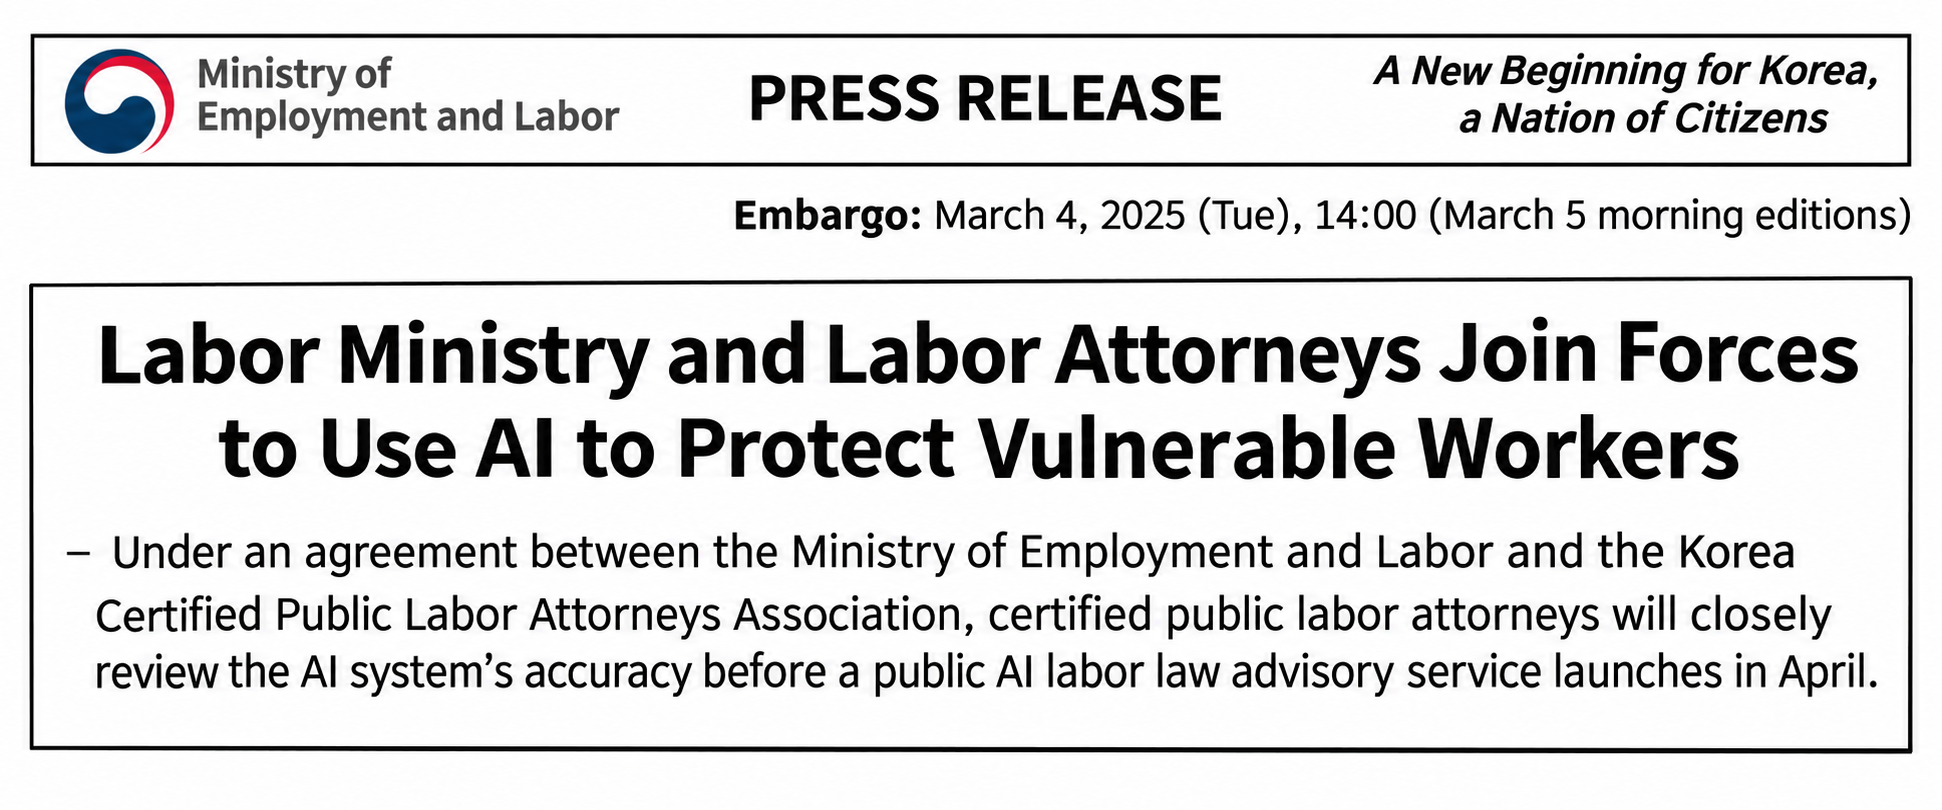 Ministry of
Employment and Labor
PRESS RELEASE
A New Beginning for Korea,
a Nation of Citizens
Embargo: March 4, 2025 (Tue), 14:00 (March 5 morning editions)
Labor Ministry and Labor Attorneys Join Forces
to Use AI to Protect Vulnerable Workers
– Under an agreement between the Ministry of Employment and Labor and the Korea
Certified Public Labor Attorneys Association, certified public labor attorneys will closely
review the AI system’s accuracy before a public AI labor law advisory service launches in April.